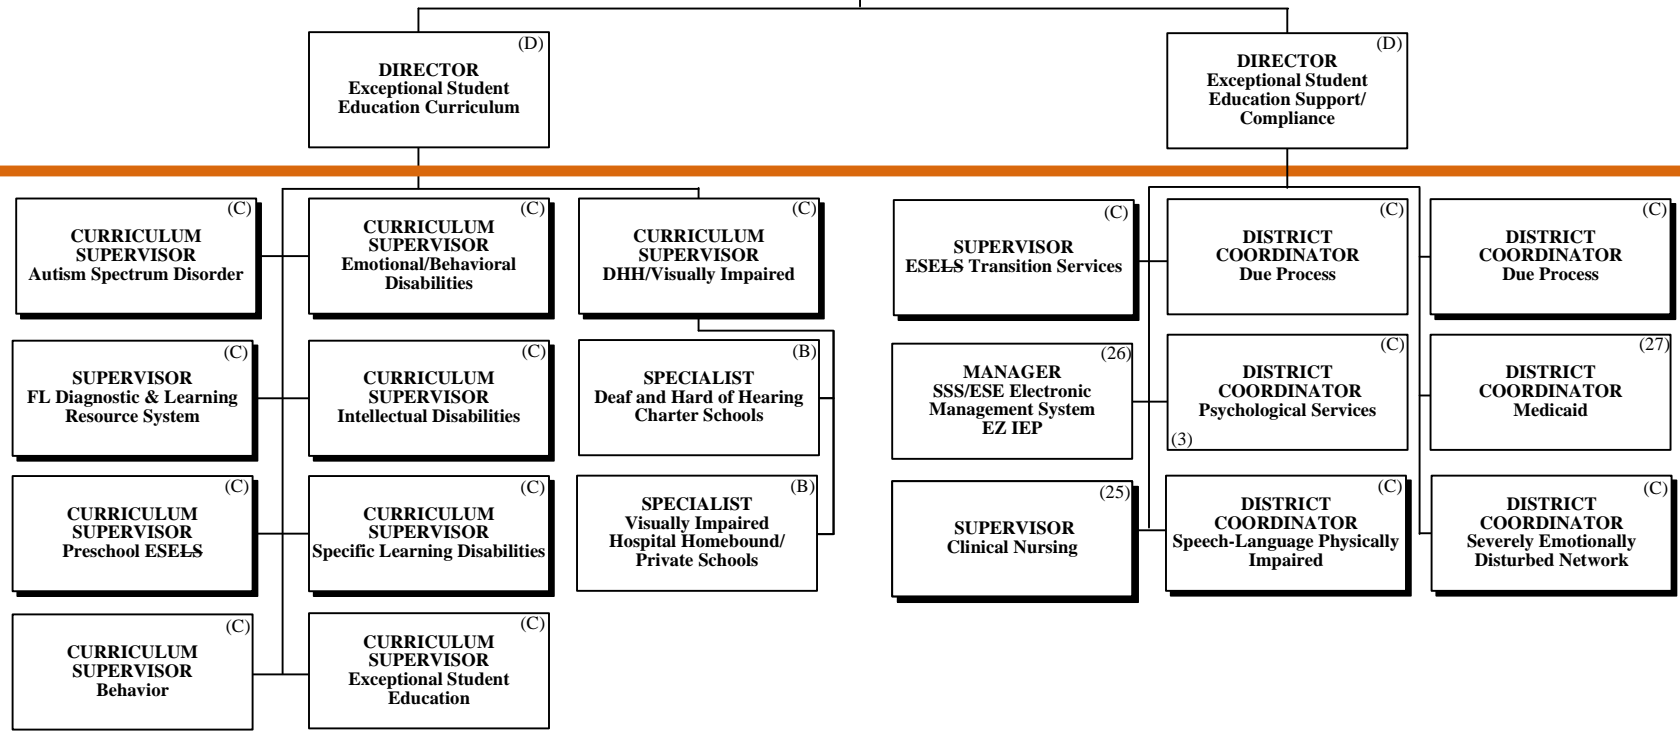 (D)
DIRECTOR
Exceptional Student
Education Curriculum
(D)
DIRECTOR
Exceptional Student
Education Support/
Compliance
(C)
CURRICULUM
SUPERVISOR
Autism Spectrum Disorder
(C)
CURRICULUM
SUPERVISOR
Emotional/Behavioral
Disabilities
(C)
CURRICULUM
SUPERVISOR
DHH/Visually Impaired
(C)
SUPERVISOR
ESELS Transition Services
(C)
DISTRICT
COORDINATOR
Due Process
(C)
DISTRICT
COORDINATOR
Due Process
(C)
SUPERVISOR
FL Diagnostic & Learning
Resource System
(C)
CURRICULUM
SUPERVISOR
Intellectual Disabilities
(B)
SPECIALIST
Deaf and Hard of Hearing
Charter Schools
(26)
MANAGER
SSS/ESE Electronic
Management System
EZ IEP
(C)
DISTRICT
COORDINATOR
Psychological Services
(3)
(27)
DISTRICT
COORDINATOR
Medicaid
(C)
CURRICULUM
SUPERVISOR
Preschool ESELS
(C)
CURRICULUM
SUPERVISOR
Specific Learning Disabilities
(B)
SPECIALIST
Visually Impaired
Hospital Homebound/
Private Schools
(25)
SUPERVISOR
Clinical Nursing
(C)
DISTRICT
COORDINATOR
Speech-Language Physically
Impaired
(C)
DISTRICT
COORDINATOR
Severely Emotionally
Disturbed Network
(C)
CURRICULUM
SUPERVISOR
Behavior
(C)
CURRICULUM
SUPERVISOR
Exceptional Student
Education